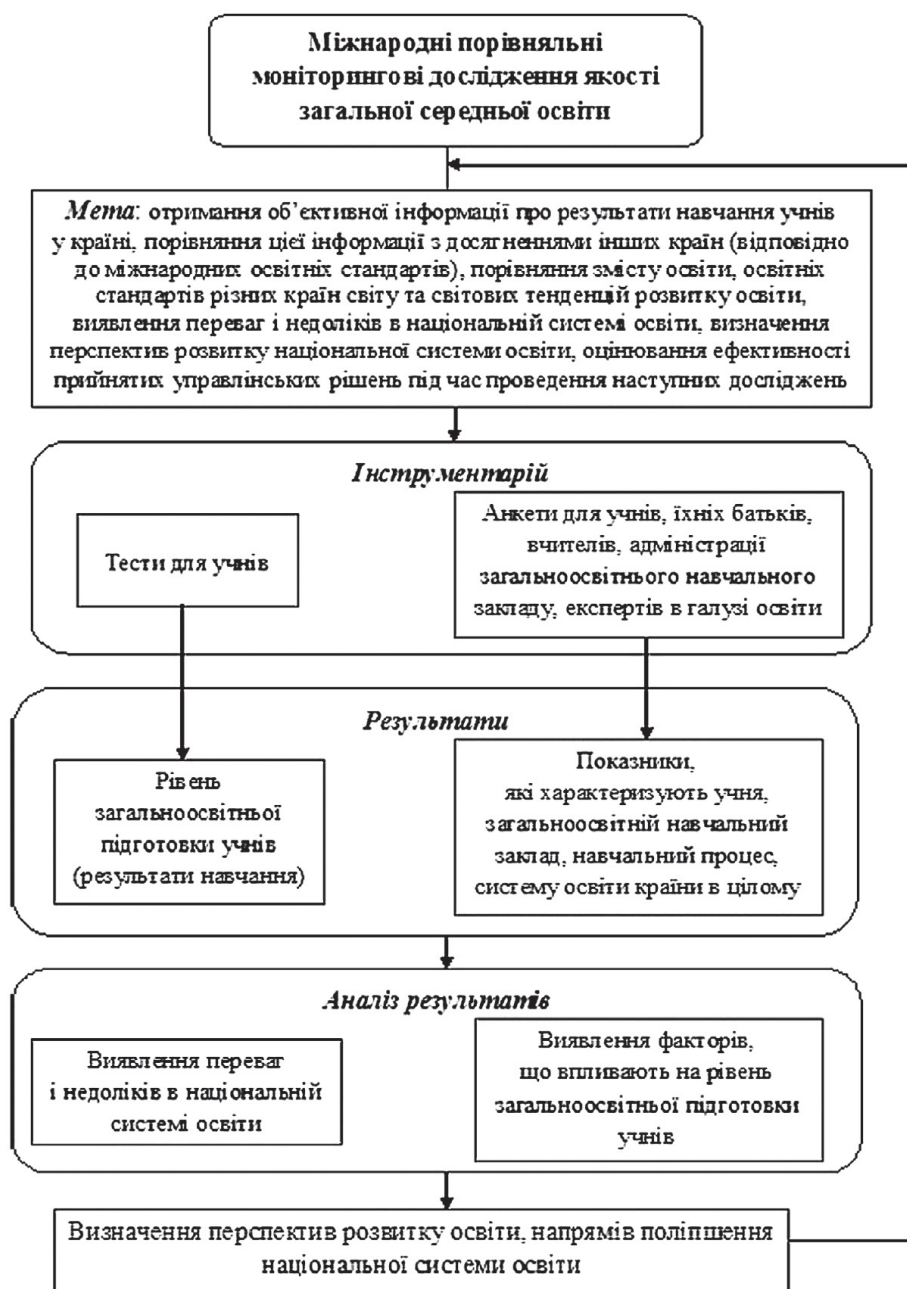 Міжнародні порівняльні
моніторингові дослідження якості
загальної середньої освіти
Мета: отримання об’єктивної інформації про результати навчання учнів
у країні, порівняння цієї інформації з досягненнями інших країн (відповідно
до міжнародних освітніх стандартів), порівняння змісту освіти, освітніх
стандартів різних країн світу та світових тенденцій розвитку освіти,
виявлення переваг і недоліків в національній системі освіти, визначення
перспектив розвитку національної системи освіти, оцінювання ефективності
прийнятих управлінських рішень під час проведення наступних досліджень
Інструментарій
Тести для учнів
Анкети для учнів, їхніх батьків,
вчителів, адміністрації
загальноосвітнього навчального
закладу, експертів в галузі освіти
Результати
Рівень
загальноосвітньої
підготовки учнів
(результати навчання)
Показники,
які характеризують учня,
загальноосвітній навчальний
заклад, навчальний процес,
систему освіти країни в цілому
Аналіз результатів
Виявлення переваг
і недоліків в національній
системі освіти
Виявлення факторів,
що впливають на рівень
загальноосвітньої підготовки
учнів
Визначення перспектив розвитку освіти, напрямів поліпшення
національної системи освіти